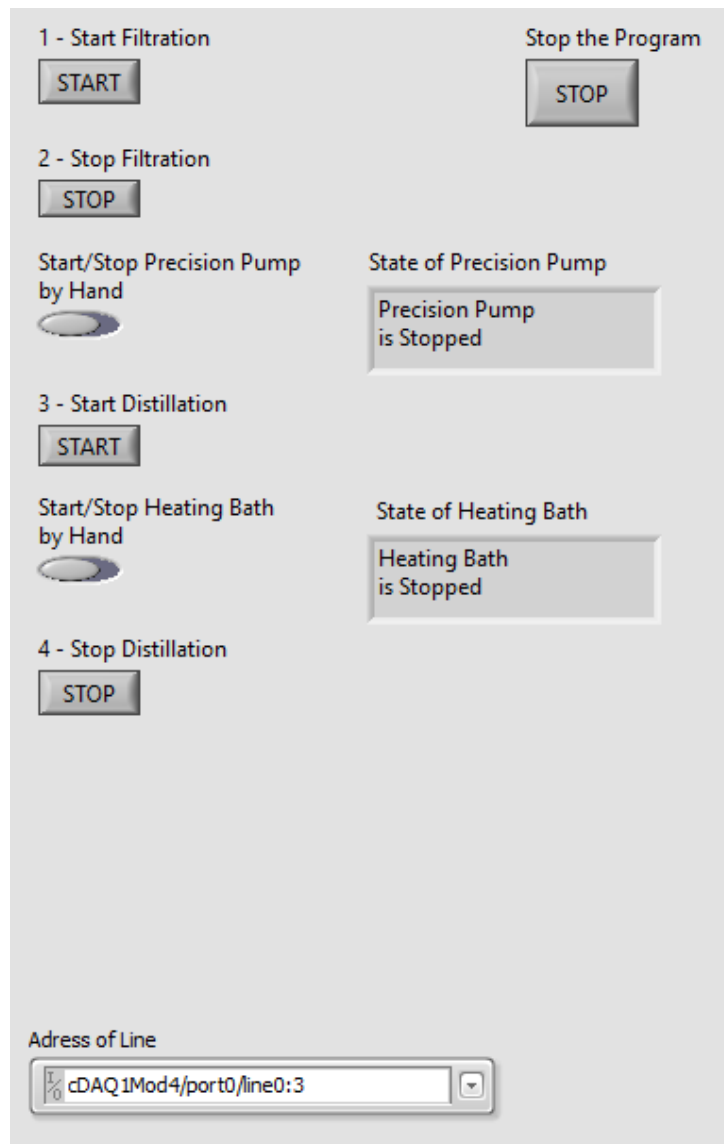 1 - Start Filtration
START
Stop the Program
STOP
2 - Stop Filtration
STOP
Start/Stop Precision Pump
by Hand
State of Precision Pump
Precision Pump
is Stopped
3 - Start Distillation
START
Start/Stop Heating Bath
by Hand
State of Heating Bath
Heating Bath
is Stopped
4 - Stop Distillation
STOP
Adress of Line
I/O cDAQ1Mod4/port0/line0:3